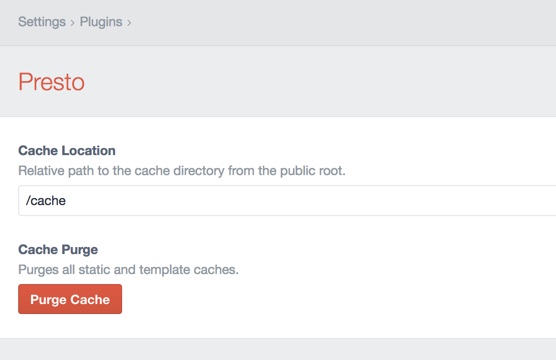 Settings › Plugins ›
Presto
Cache Location
Relative path to the cache directory from the public root.
/cache
Cache Purge
Purges all static and template caches.
Purge Cache